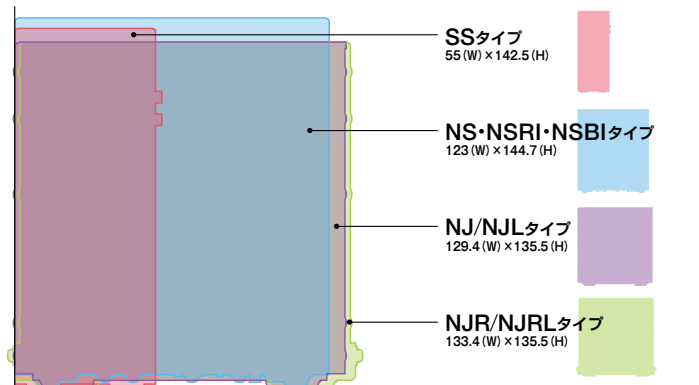 SSタイプ
55(W)×142.5(H)
NS・NSRI・NSBIタイプ
123(W)×144.7(H)
NJ/NJLタイプ
129.4(W)×135.5(H)
NJR/NJRLタイプ
133.4(W)×135.5(H)